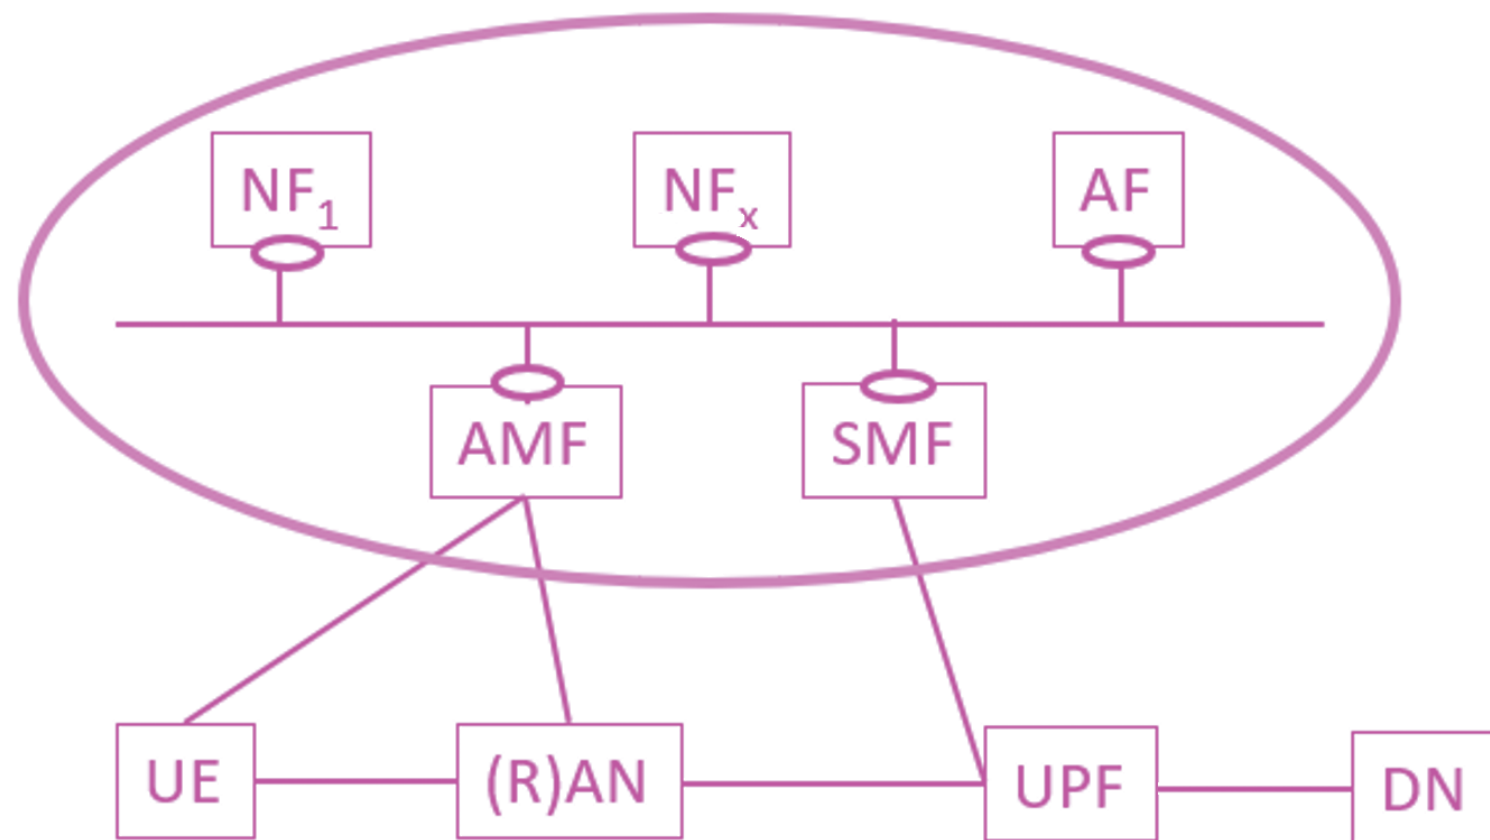 NF1
NFx
AF
AMF
SMF
UE
(R)AN
UPF
DN